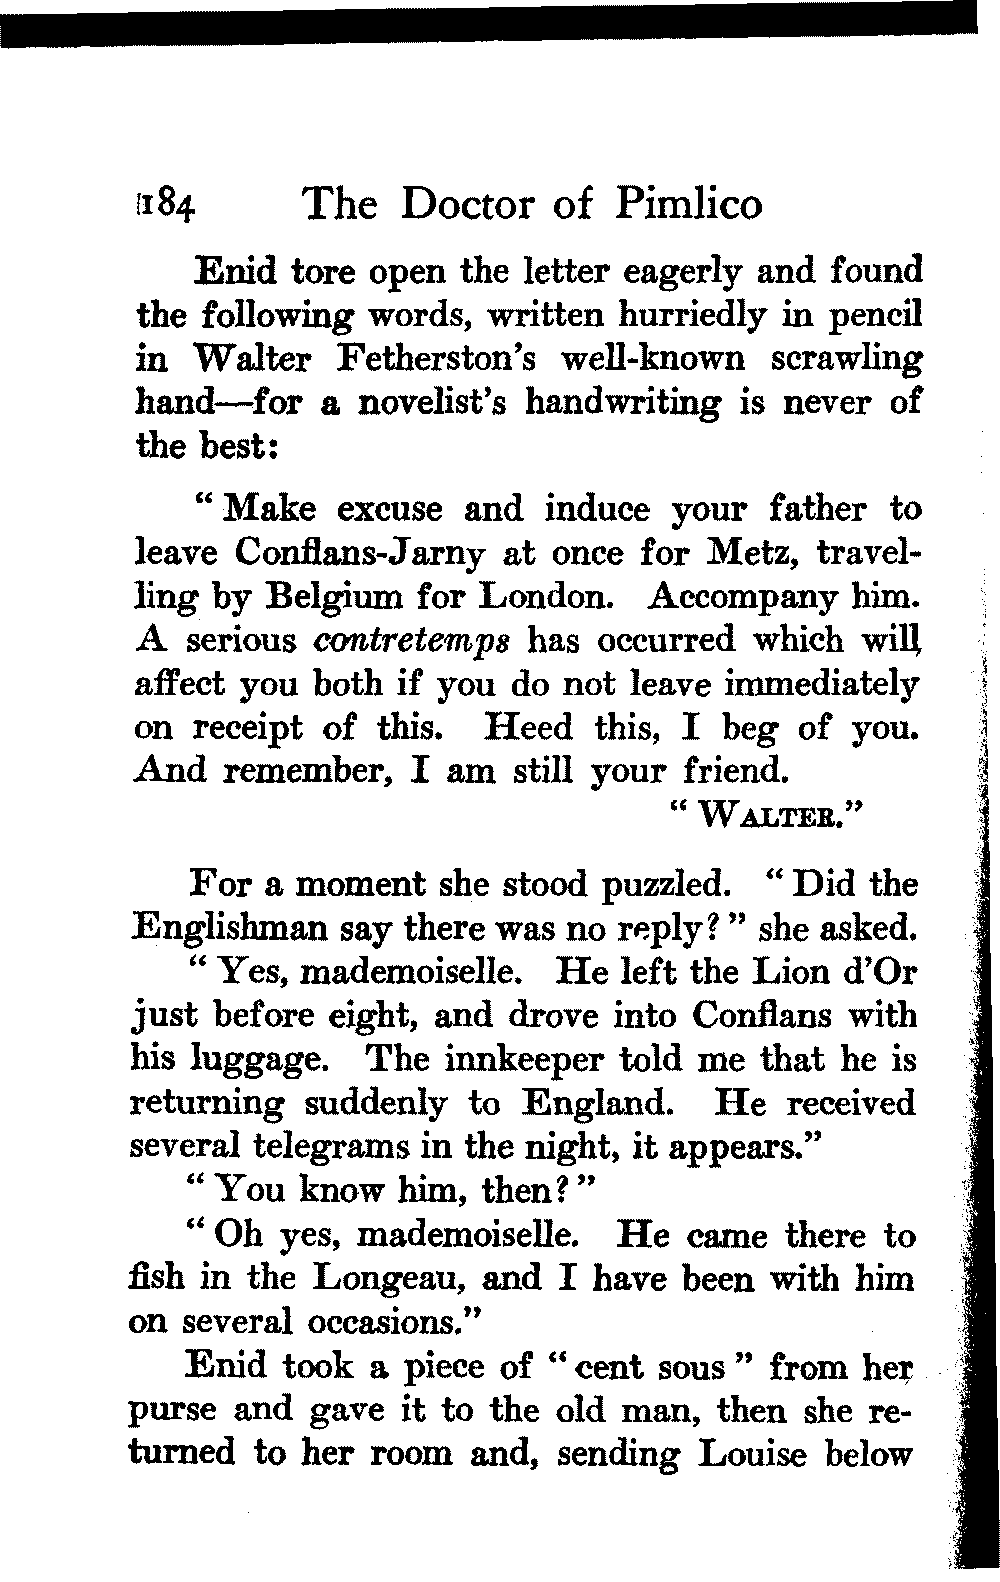 184 The Doctor of Pimlico
Enid tore open the letter eagerly and found
the following words, written hurriedly in pencil
in Walter Fetherston's well-known scrawling
hand—for a novelist's handwriting is never of
the best:
“ Make excuse and induce your father to
leave Conflans-Jarny at once for Metz, travel-
ling by Belgium for London. Accompany him.
A serious contretemps has occurred which will
affect you both if you do not leave immediately
on receipt of this. Heed this, I beg of you.
And remember, I am still your friend.
“ WALTER.”
For a moment she stood puzzled. “ Did the
Englishman say there was no reply? ” she asked.
“ Yes, mademoiselle. He left the Lion d'Or
just before eight, and drove into Conflans with
his luggage. The innkeeper told me that he is
returning suddenly to England. He received
several telegrams in the night, it appears.”
“ You know him, then? ”
“ Oh yes, mademoiselle. He came there to
fish in the Longeau, and I have been with him
on several occasions.”
Enid took a piece of “ cent sous ” from her
purse and gave it to the old man, then she re-
turned to her room and, sending Louise below